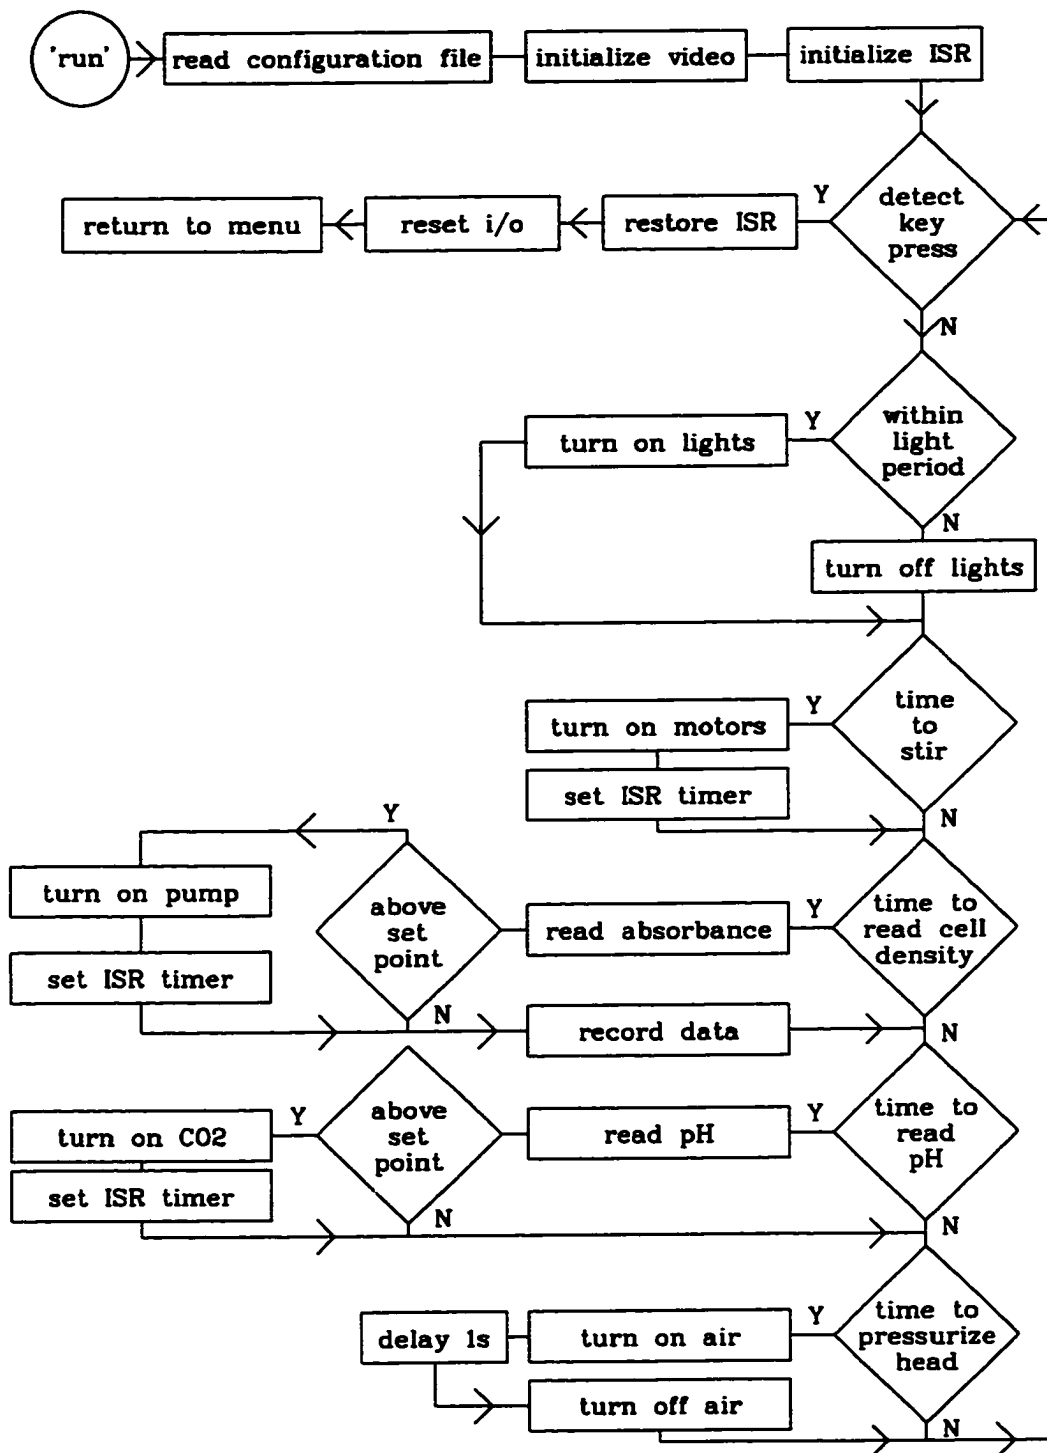 'run'
read configuration file
initialize video
initialize ISR
detect
key
press
Y
restore ISR
reset i/o
return to menu
N
within
light
period
Y
turn on lights
N
turn off lights
time
to
stir
Y
turn on motors
set ISR timer
N
time to
read cell
density
Y
read absorbance
above
set
point
Y
turn on pump
set ISR timer
N
record data
N
time to
read
pH
Y
read pH
above
set
point
Y
turn on CO2
set ISR timer
N
N
time to
pressurize
head
Y
turn on air
delay 1s
turn off air
N